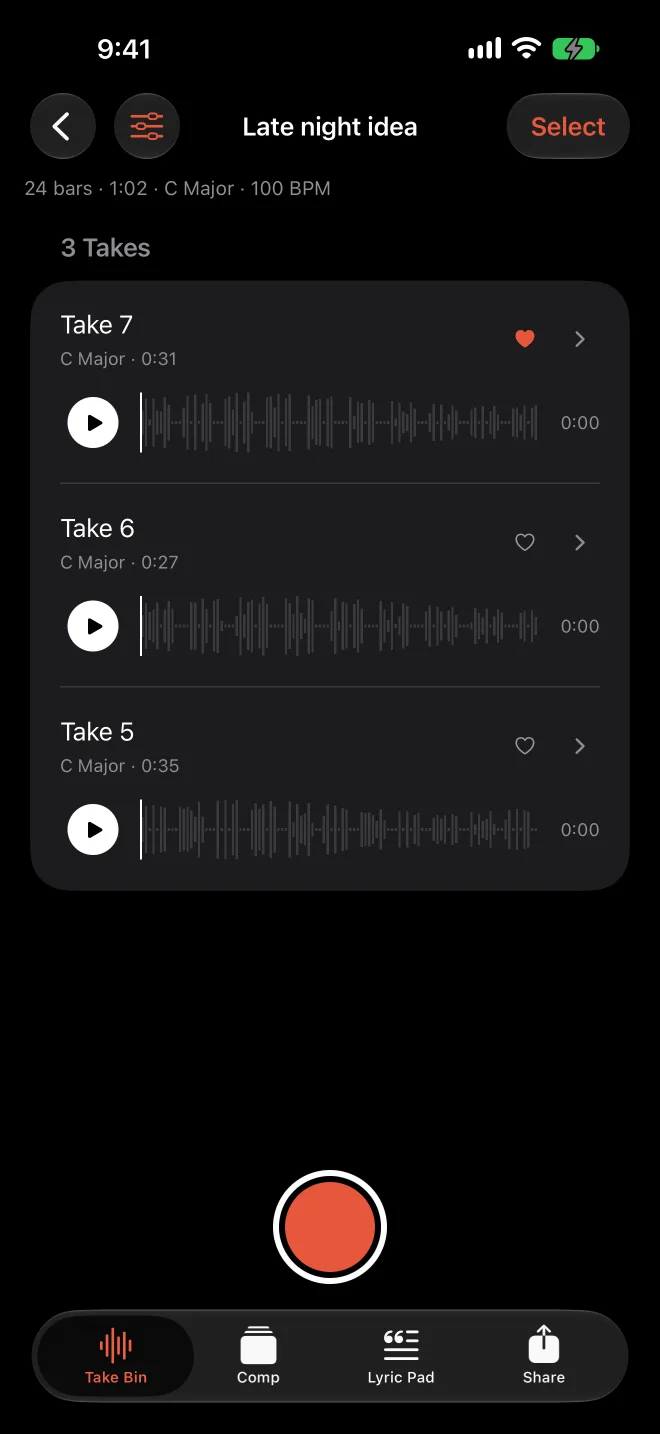 9:41
Late night idea
Select
24 bars · 1:02 · C Major · 100 BPM
3 Takes
Take 7
C Major · 0:31
0:00
Take 6
C Major · 0:27
0:00
Take 5
C Major · 0:35
0:00
Take Bin
Comp
Lyric Pad
Share